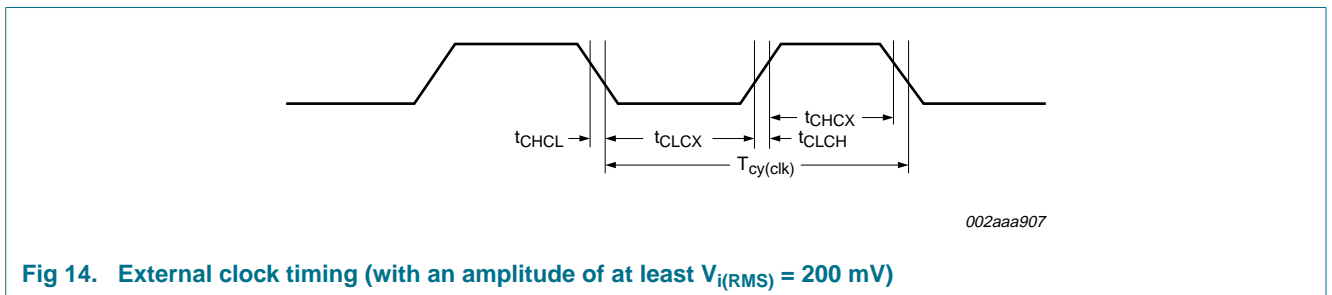 tCHCX
tCHCL
tCLCX
tCLCH
Tcy(clk)
002aaa907
Fig 14. External clock timing (with an amplitude of at least Vi(RMS) = 200 mV)